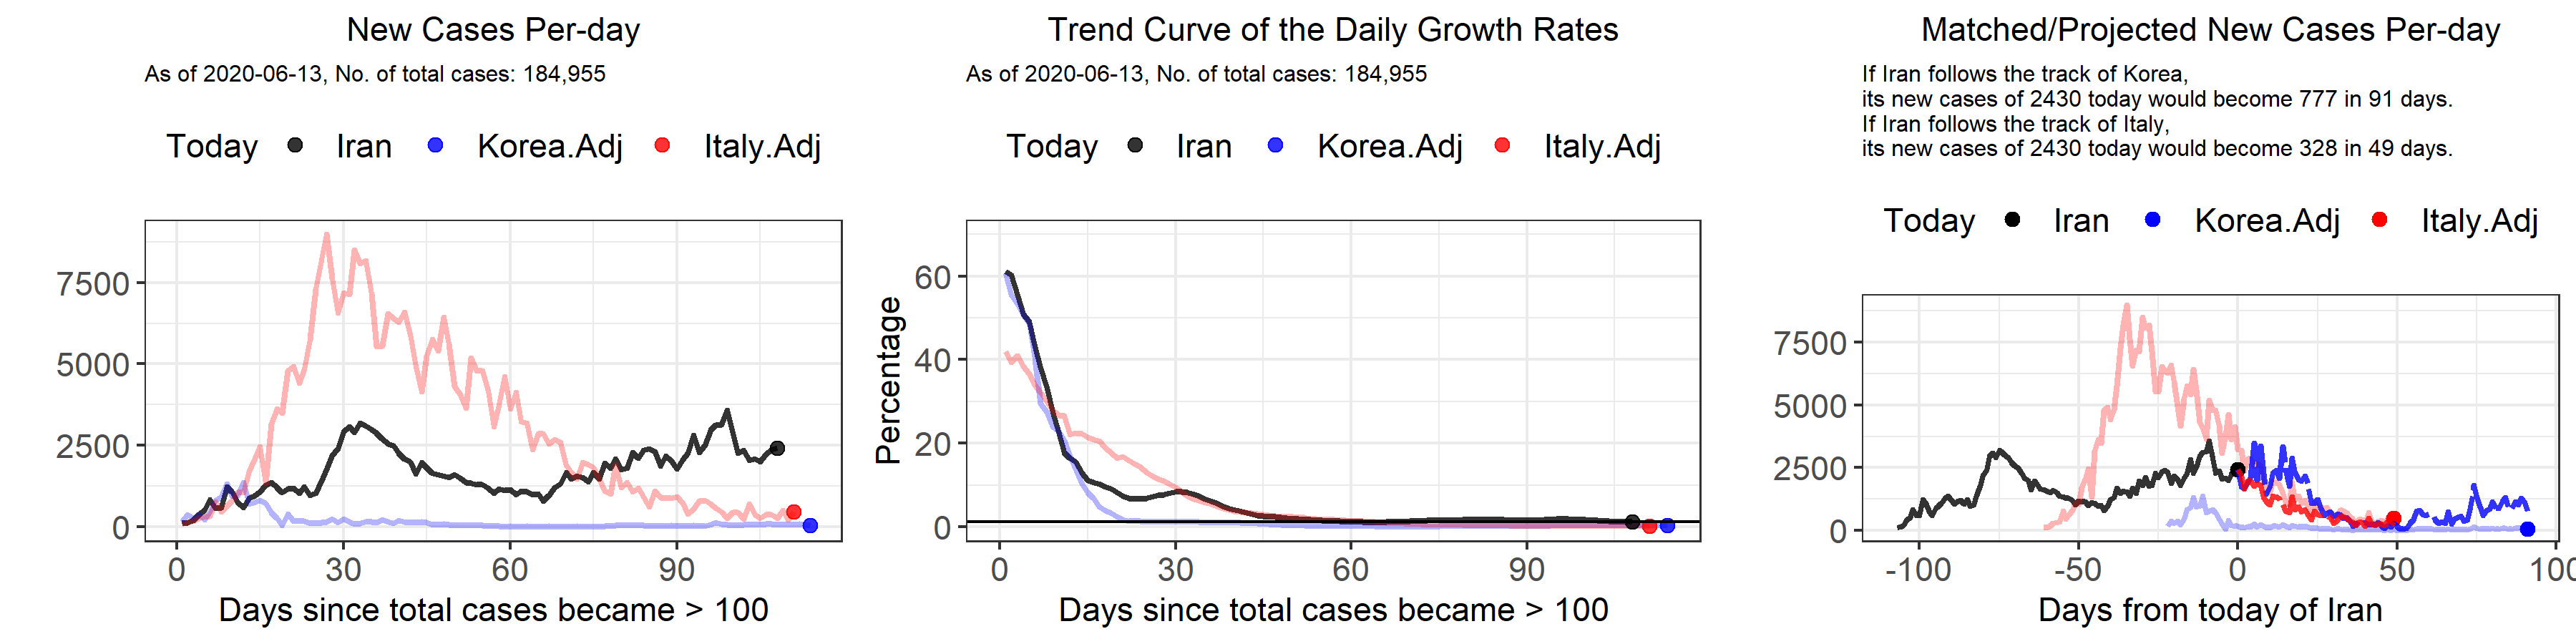 New Cases Per-day
As of 2020-06-13, No. of total cases: 184,955
Today Iran Korea.Adj Italy.Adj
7500
5000
2500
0
0 30 60 90
Days since total cases became > 100
Trend Curve of the Daily Growth Rates
As of 2020-06-13, No. of total cases: 184,955
Today Iran Korea.Adj Italy.Adj
Percentage
60
40
20
0
0 30 60 90
Days since total cases became > 100
Matched/Projected New Cases Per-day
If Iran follows the track of Korea,
its new cases of 2430 today would become 777 in 91 days.
If Iran follows the track of Italy,
its new cases of 2430 today would become 328 in 49 days.
Today Iran Korea.Adj Italy.Adj
7500
5000
2500
0
-100 -50 0 50 100
Days from today of Iran